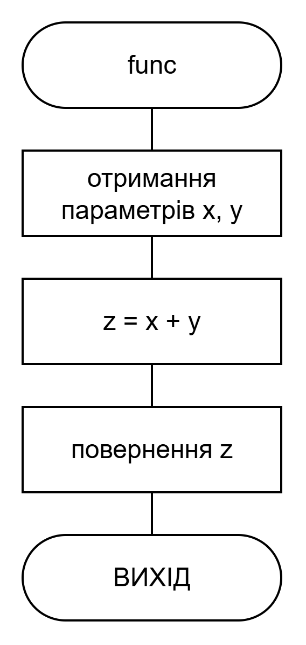 func
отримання
параметрів x, y
z = x + y
повернення z
ВИХІД